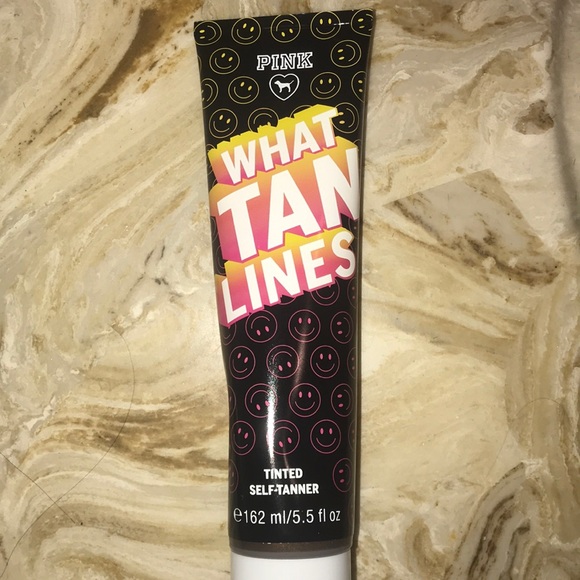 PINK
WHAT
TAN
LINES
TINTED
SELF-TANNER
℮162 ml/5.5 fl oz